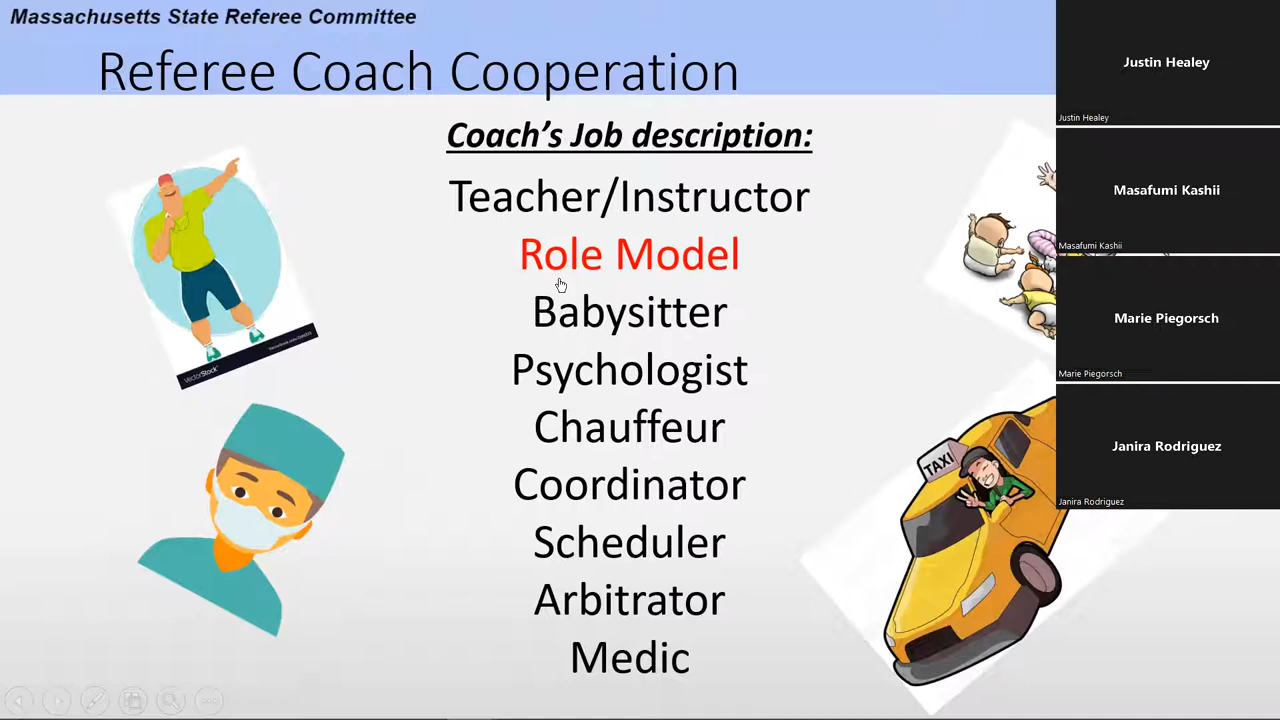 Massachusetts State Referee Committee
Referee Coach Cooperation
Coach's Job description:
Teacher/Instructor
Role Model
Babysitter
Psychologist
Chauffeur
Coordinator
Scheduler
Arbitrator
Medic
VectorStock
TAXI
Justin Healey
Justin Healey
Masafumi Kashii
Masafumi Kashii
Marie Piegorsch
Marie Piegorsch
Janira Rodriguez
Janira Rodriguez